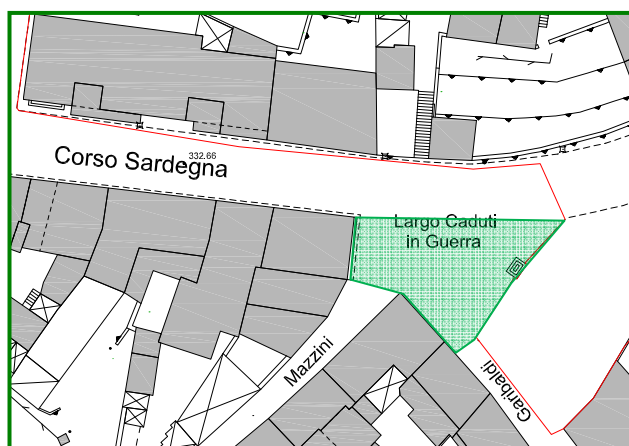 332.66
Corso Sardegna
Largo Caduti
in Guerra
Mazzini
Garibaldi